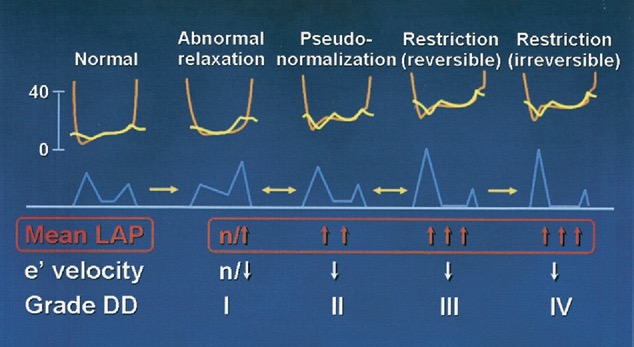 Normal
Abnormal relaxation
Pseudo-normalization
Restriction (reversible)
Restriction (irreversible)
40
0
Mean LAP n/↑ ↑↑ ↑↑↑ ↑↑↑
e' velocity n/↓ ↓ ↓ ↓
Grade DD I II III IV